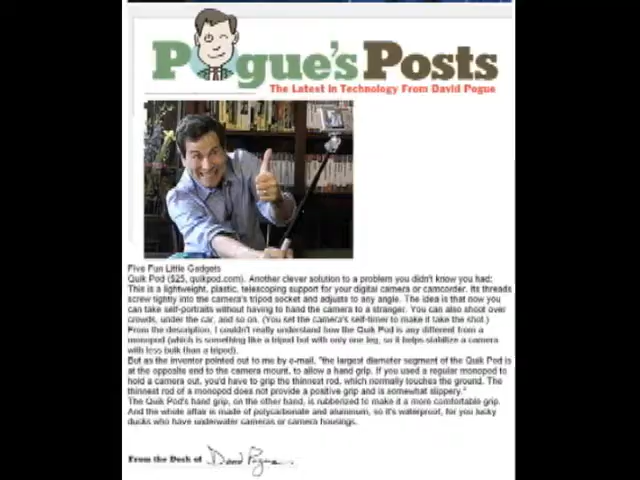 Pogue's Posts
The Latest in Technology From David Pogue
Five Fun Little Gadgets
Quik Pod ($25, quikpod.com). Another clever solution to a problem you didn't know you had:
This is a lightweight, plastic, telescoping support for your digital camera or camcorder. Its threads
screw tightly into the camera's tripod socket and adjusts to any angle. The idea is that now you
can take self-portraits without having to hand the camera to a stranger. You can also shoot over
crowds, under the car, and so on. (You set the camera's self-timer to make it take the shot.)
From the description, I couldn't really understand how the Quik Pod is any different from a
monopod (which is something like a tripod but with only one leg, so it helps stabilize a camera
with less bulk than a tripod).
But as the inventor pointed out to me by e-mail, "the largest diameter segment of the Quik Pod is
at the opposite end to the camera mount, to allow a hand grip. If you used a regular monopod to
hold a camera out, you'd have to grip the thinnest rod, which normally touches the ground. The
thinnest rod of a monopod does not provide a positive grip and is somewhat slippery."
The Quik Pod's hand grip, on the other hand, is rubberized to make it a more comfortable grip.
And the whole affair is made of polycarbonate and aluminum, so it's waterproof, for you lucky
ducks who have underwater cameras or camera housings.
From the Desk of David Pogue